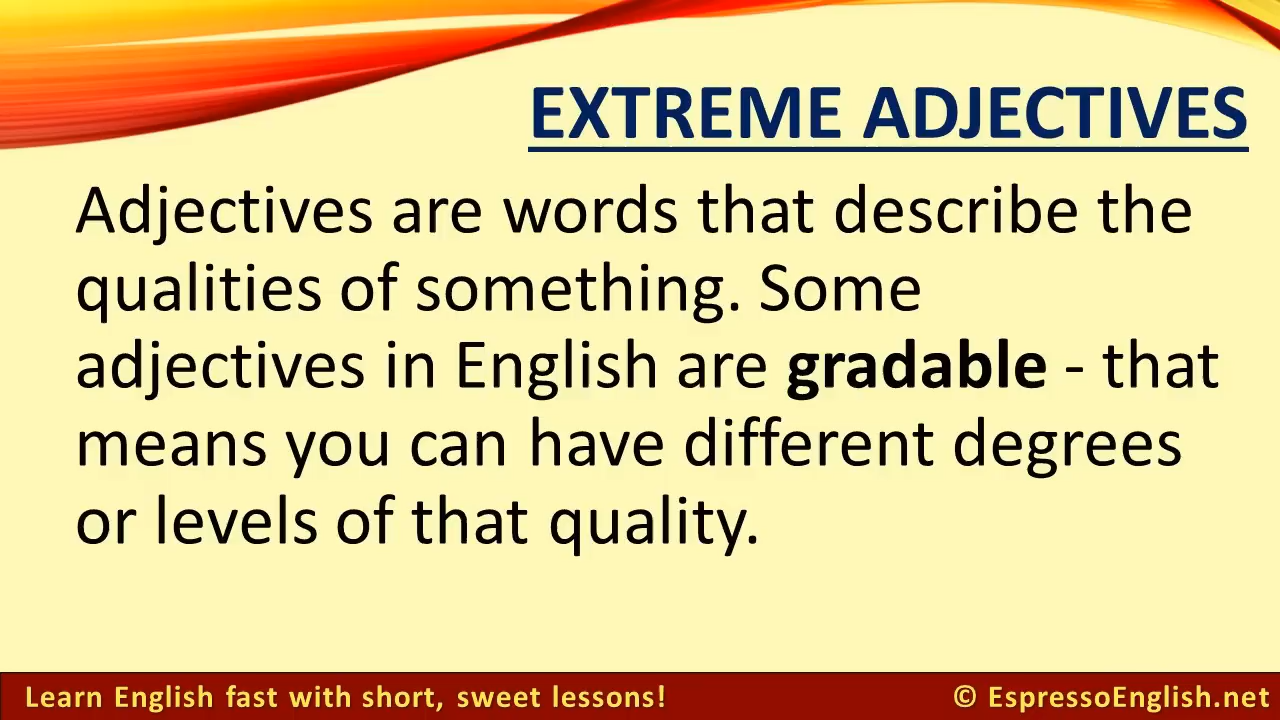 EXTREME ADJECTIVES
Adjectives are words that describe the
qualities of something. Some
adjectives in English are gradable - that
means you can have different degrees
or levels of that quality.
Learn English fast with short, sweet lessons!
© EspressoEnglish.net